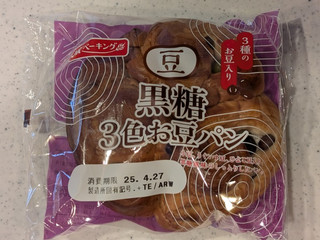 ベーキング
3種の
お豆入り
豆
黒糖
3色お豆パン
消費期限 25.4.27
製造所固有記号 -TE/ARW